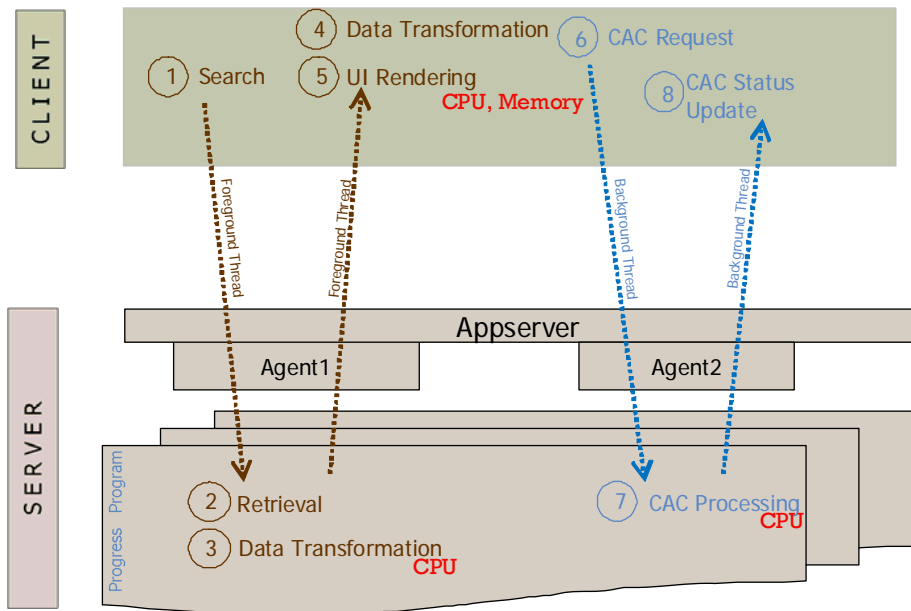 CLIENT
4 Data Transformation
6 CAC Request
1 Search
5 UI Rendering
8 CAC Status
Update
CPU, Memory
Foreground Thread
Foreground Thread
Background Thread
Background Thread
SERVER
Appserver
Agent1
Agent2
Progress Program
2 Retrieval
7 CAC Processing
CPU
3 Data Transformation
CPU